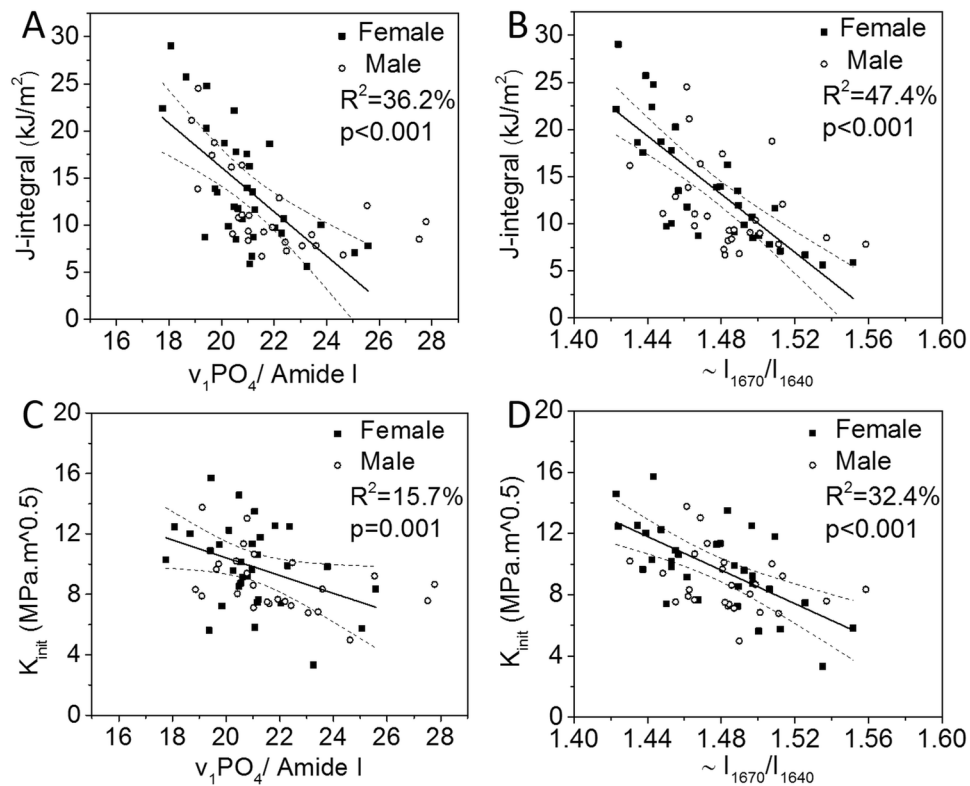 A
30
25
20
15
10
5
0
J-integral (kJ/m²)
Female
Male
R²=36.2%
p<0.001
16 18 20 22 24 26 28
ν₁PO₄/ Amide I
B
30
25
20
15
10
5
0
J-integral (kJ/m²)
Female
Male
R²=47.4%
p<0.001
1.40 1.44 1.48 1.52 1.56 1.60
~ I₁₆₇₀/I₁₆₄₀
C
20
16
12
8
4
0
K_init (MPa.m^0.5)
Female
Male
R²=15.7%
p=0.001
16 18 20 22 24 26 28
ν₁PO₄/ Amide I
D
20
16
12
8
4
0
K_init (MPa.m^0.5)
Female
Male
R²=32.4%
p<0.001
1.40 1.44 1.48 1.52 1.56 1.60
~ I₁₆₇₀/I₁₆₄₀